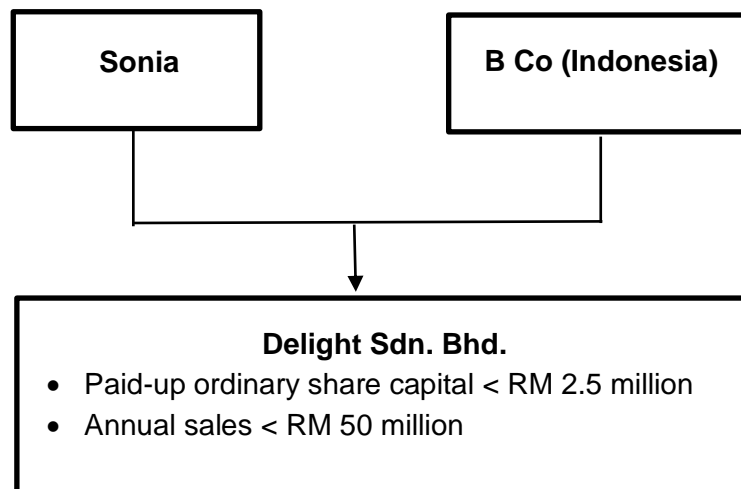 Sonia
B Co (Indonesia)
Delight Sdn. Bhd.
• Paid-up ordinary share capital < RM 2.5 million
• Annual sales < RM 50 million